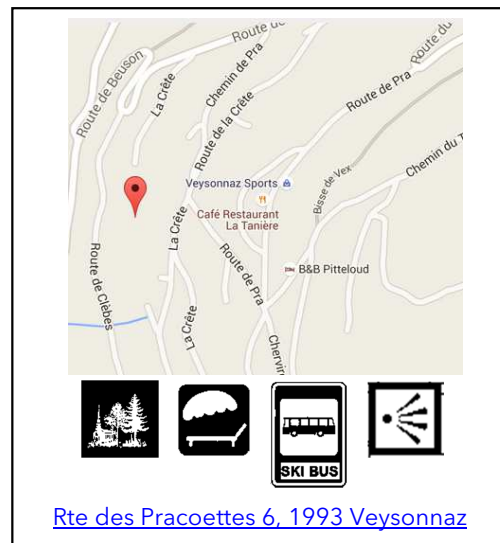 Route de
Route du
Route de Beuson
La Crête
Chemin de Pra
Route de la Crête
Route de Pra
Chemin du T
Veysonnaz Sports
Bisse de Vex
Café Restaurant
La Tanière
La Crête
Route de Pra
B&B Pitteloud
Route de Clèbes
La Crête
Chervire
SKI BUS
Rte des Pracoettes 6, 1993 Veysonnaz